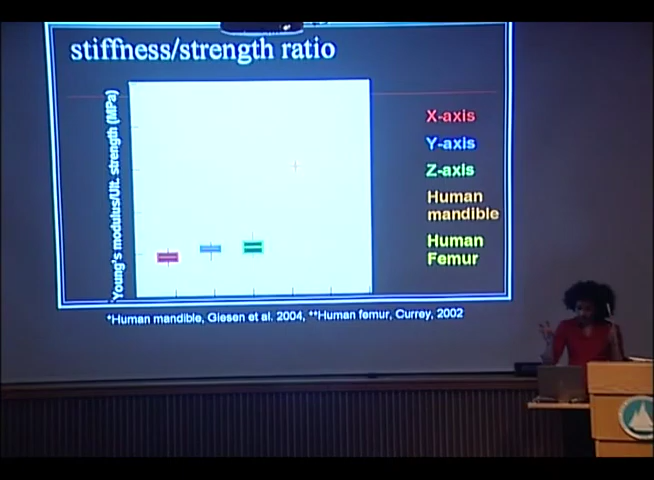 stiffness/strength ratio
Young's modulus/Ult. strength (MPa)
X-axis
Y-axis
Z-axis
Human
mandible
Human
Femur
*Human mandible, Giesen et al. 2004, **Human femur, Currey, 2002